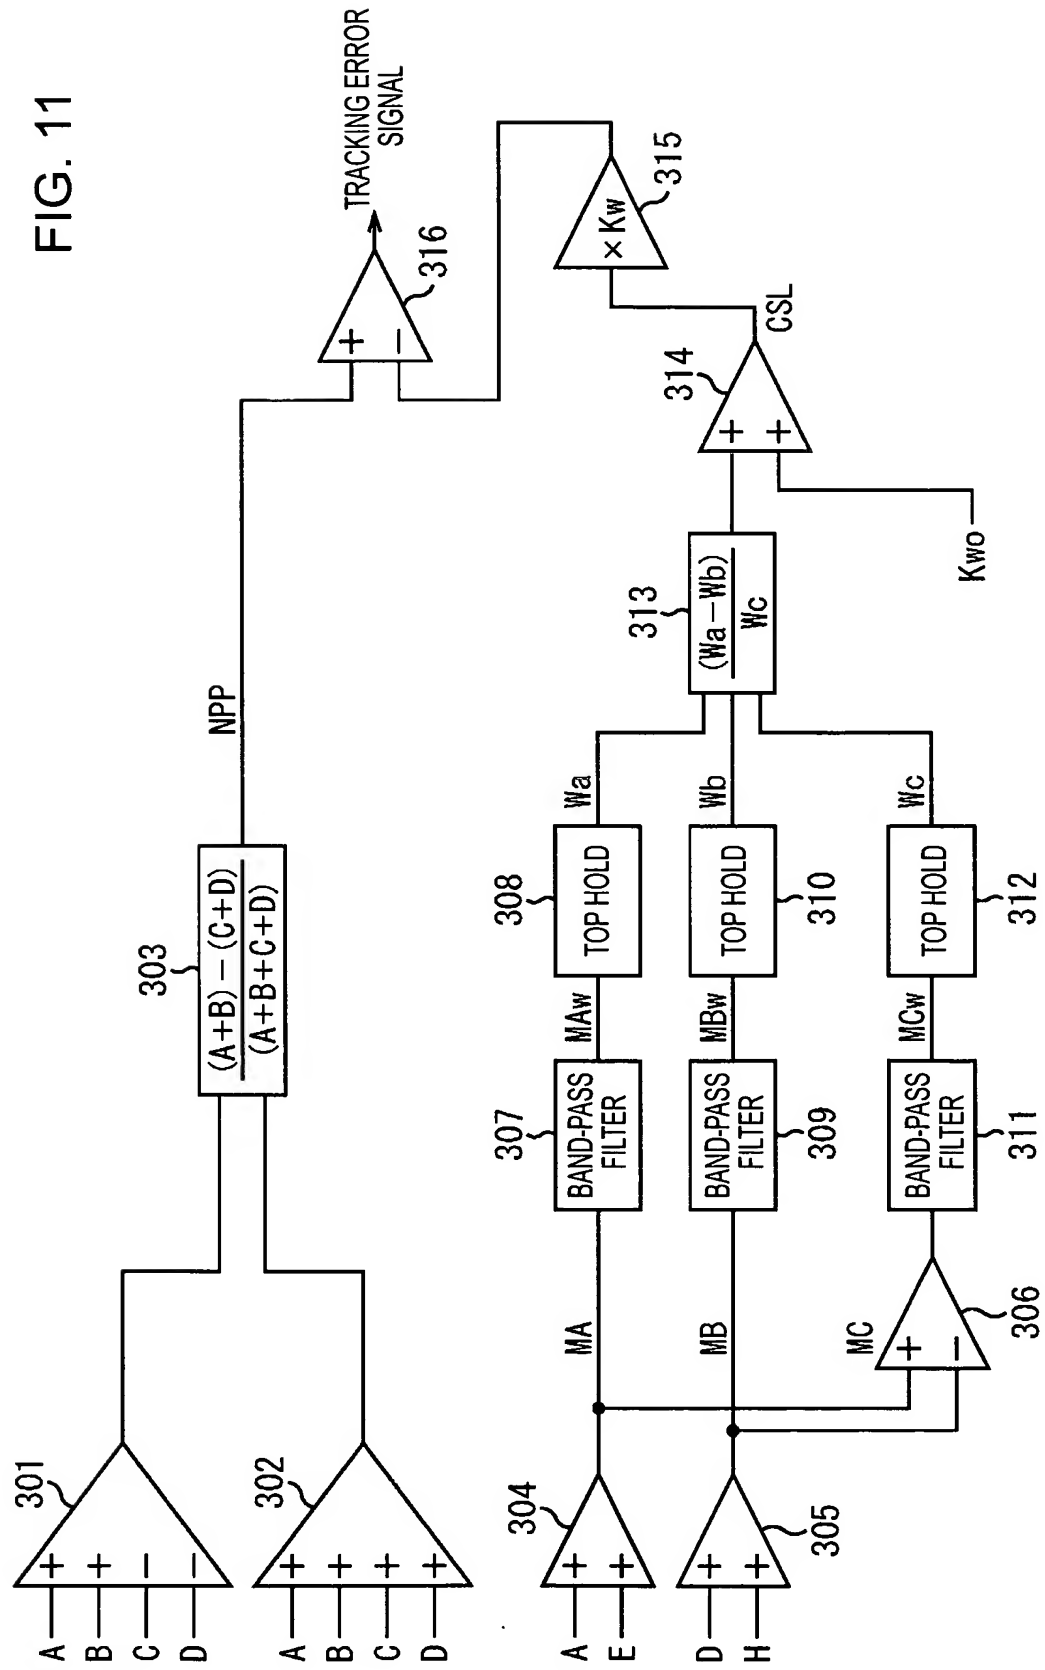 FIG. 11
301
A +
B +
C −
D −
302
A +
B +
C +
D +
303
(A+B) − (C+D)
(A+B+C+D)
NPP
+
−
316
TRACKING ERROR
SIGNAL
304
A +
E +
MA
307
BAND-PASS
FILTER
MAw
308
TOP HOLD
Wa
305
D +
H +
MB
309
BAND-PASS
FILTER
MBw
310
TOP HOLD
Wb
306
+
−
MC
311
BAND-PASS
FILTER
MCw
312
TOP HOLD
Wc
313
(Wa − Wb)
Wc
314
+
+
Kwo
CSL
× Kw
315